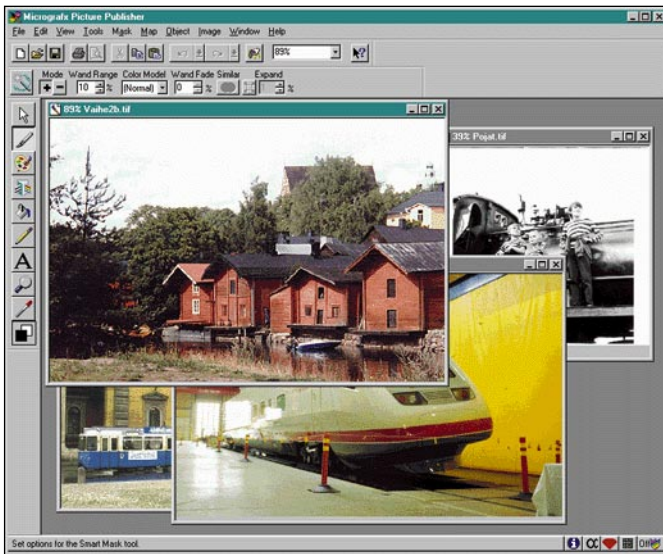 Micrografx Picture Publisher
File Edit View Tools Mask Map Object Image Window Help
89%
Mode Wand Range Color Model Wand Fade Similar Expand
10 % (Normal) 0 % %
89% Vaihe2b.tif
39% Pojat.tif
A
Set options for the Smart Mask tool.
Off